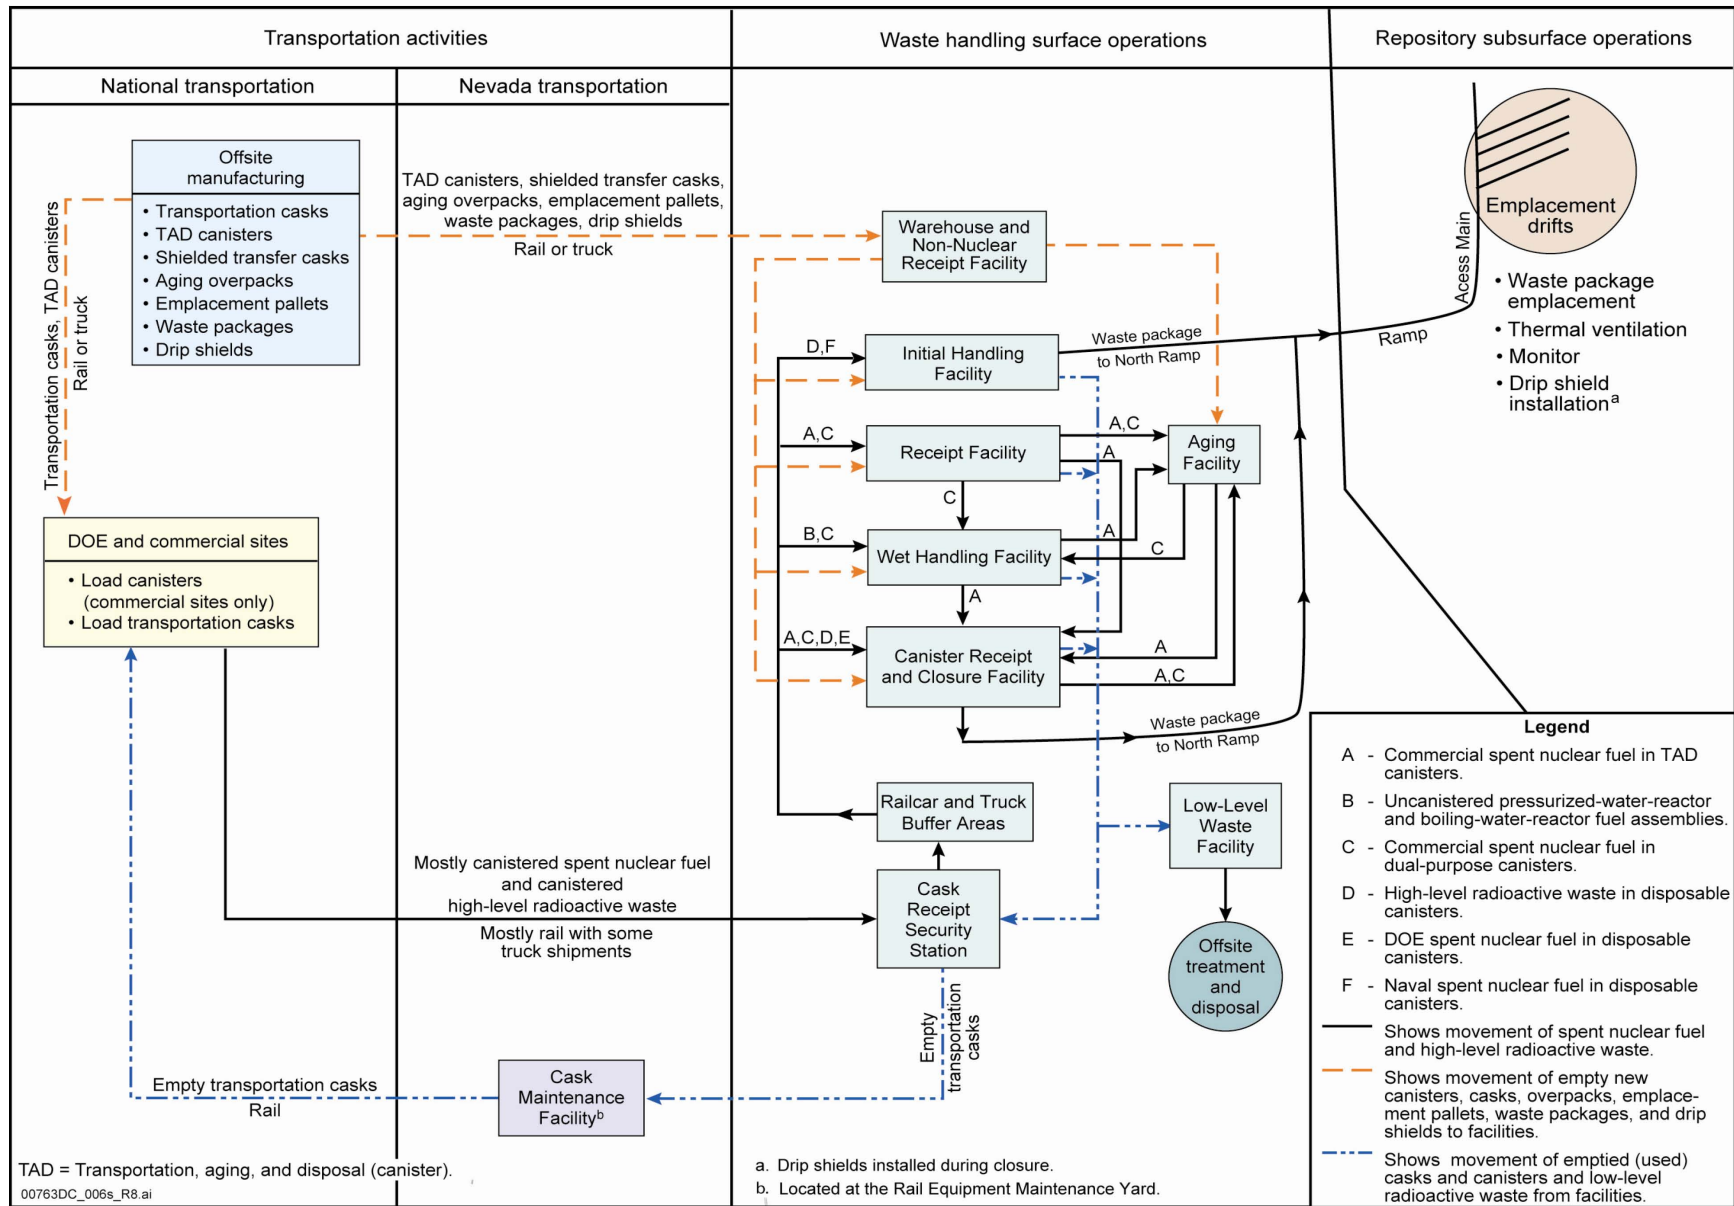 Transportation activities
Waste handling surface operations
Repository subsurface operations
National transportation
Nevada transportation
Offsite
manufacturing
• Transportation casks
• TAD canisters
• Shielded transfer casks
• Aging overpacks
• Emplacement pallets
• Waste packages
• Drip shields
Transportation casks, TAD canisters
Rail or truck
TAD canisters, shielded transfer casks,
aging overpacks, emplacement pallets,
waste packages, drip shields
Rail or truck
DOE and commercial sites
• Load canisters
(commercial sites only)
• Load transportation casks
Mostly canistered spent nuclear fuel
and canistered
high-level radioactive waste
Mostly rail with some
truck shipments
Empty transportation casks
Rail
Cask
Maintenance
Facilityb
Empty
transportation
casks
Warehouse and
Non-Nuclear
Receipt Facility
D,F
Initial Handling
Facility
Waste package
to North Ramp
A,C
Receipt Facility
A,C
A
Aging
Facility
C
B,C
Wet Handling Facility
A
C
A
A,C,D,E
Canister Receipt
and Closure Facility
A
A,C
Waste package
to North Ramp
Railcar and Truck
Buffer Areas
Cask
Receipt
Security
Station
Low-Level
Waste
Facility
Offsite
treatment
and
disposal
Emplacement
drifts
Acess Main
Ramp
• Waste package
emplacement
• Thermal ventilation
• Monitor
• Drip shield
installationa
Legend
A - Commercial spent nuclear fuel in TAD
canisters.
B - Uncanistered pressurized-water-reactor
and boiling-water-reactor fuel assemblies.
C - Commercial spent nuclear fuel in
dual-purpose canisters.
D - High-level radioactive waste in disposable
canisters.
E - DOE spent nuclear fuel in disposable
canisters.
F - Naval spent nuclear fuel in disposable
canisters.
Shows movement of spent nuclear fuel
and high-level radioactive waste.
Shows movement of empty new
canisters, casks, overpacks, emplace-
ment pallets, waste packages, and drip
shields to facilities.
Shows movement of emptied (used)
casks and canisters and low-level
radioactive waste from facilities.
TAD = Transportation, aging, and disposal (canister).
00763DC_006s_R8.ai
a. Drip shields installed during closure.
b. Located at the Rail Equipment Maintenance Yard.